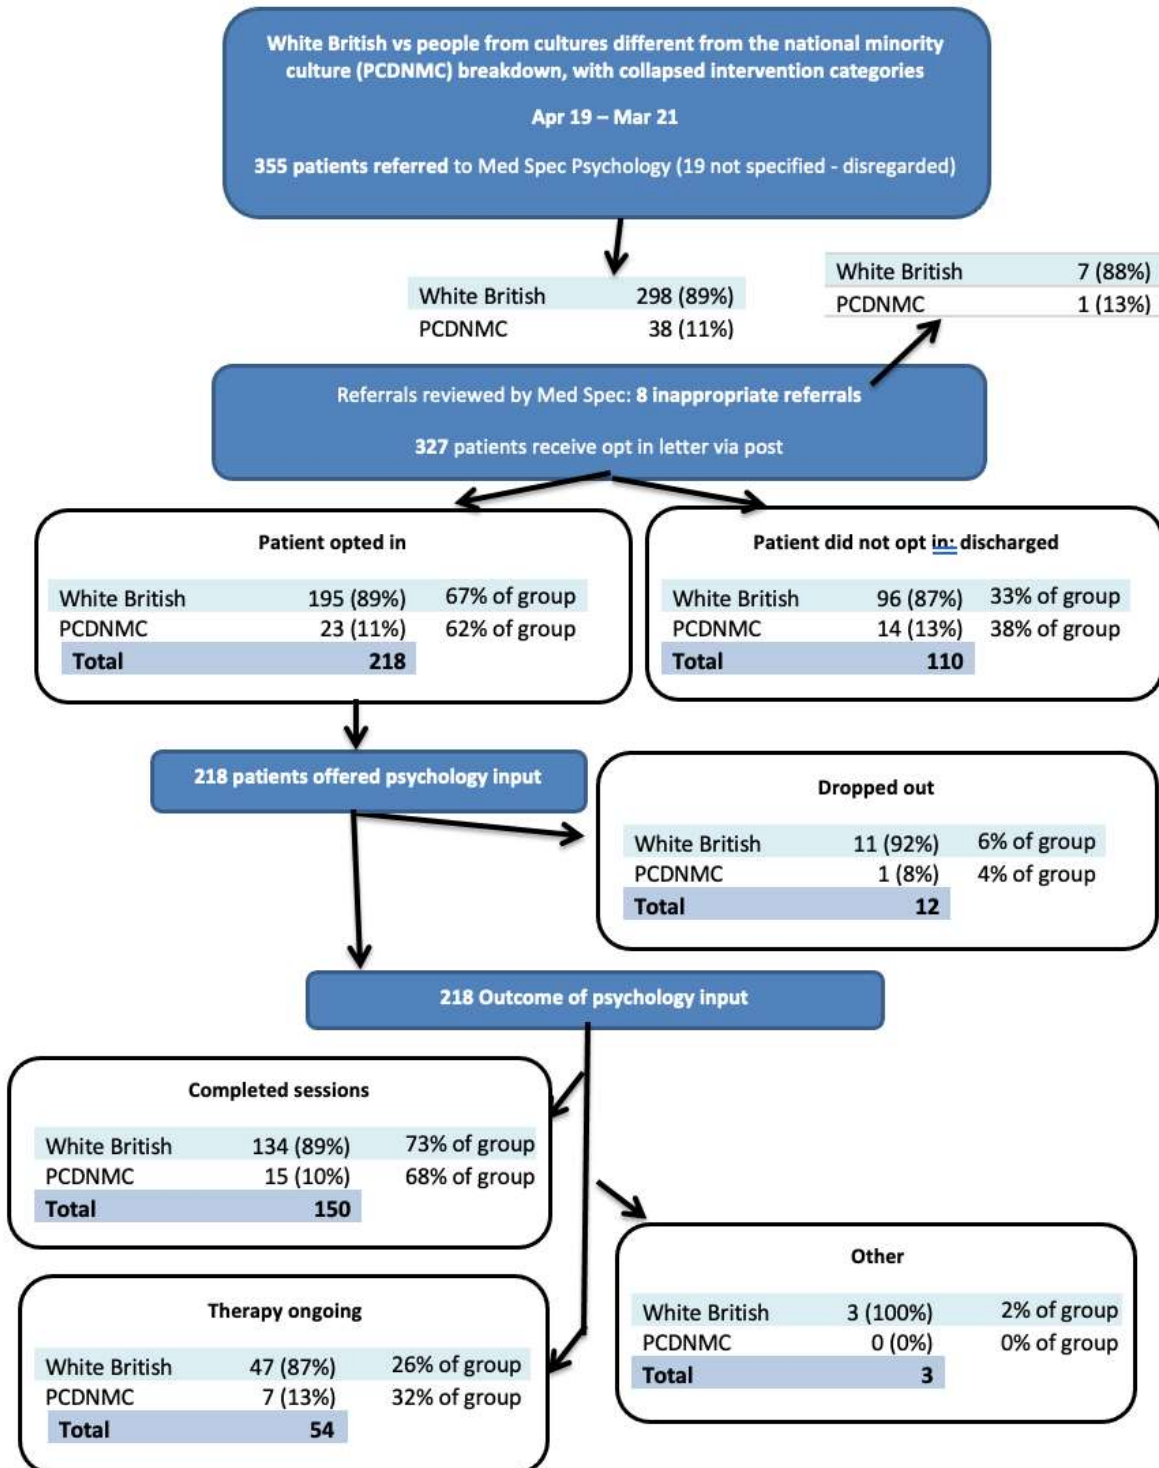 White British vs people from cultures different from the national minority
culture (PCDNMC) breakdown, with collapsed intervention categories
Apr 19 – Mar 21
355 patients referred to Med Spec Psychology (19 not specified - disregarded)
White British 298 (89%)
PCDNMC 38 (11%)
White British 7 (88%)
PCDNMC 1 (13%)
Referrals reviewed by Med Spec: 8 inappropriate referrals
327 patients receive opt in letter via post
Patient opted in
White British 195 (89%) 67% of group
PCDNMC 23 (11%) 62% of group
Total 218
Patient did not opt in: discharged
White British 96 (87%) 33% of group
PCDNMC 14 (13%) 38% of group
Total 110
218 patients offered psychology input
Dropped out
White British 11 (92%) 6% of group
PCDNMC 1 (8%) 4% of group
Total 12
218 Outcome of psychology input
Completed sessions
White British 134 (89%) 73% of group
PCDNMC 15 (10%) 68% of group
Total 150
Other
White British 3 (100%) 2% of group
PCDNMC 0 (0%) 0% of group
Total 3
Therapy ongoing
White British 47 (87%) 26% of group
PCDNMC 7 (13%) 32% of group
Total 54